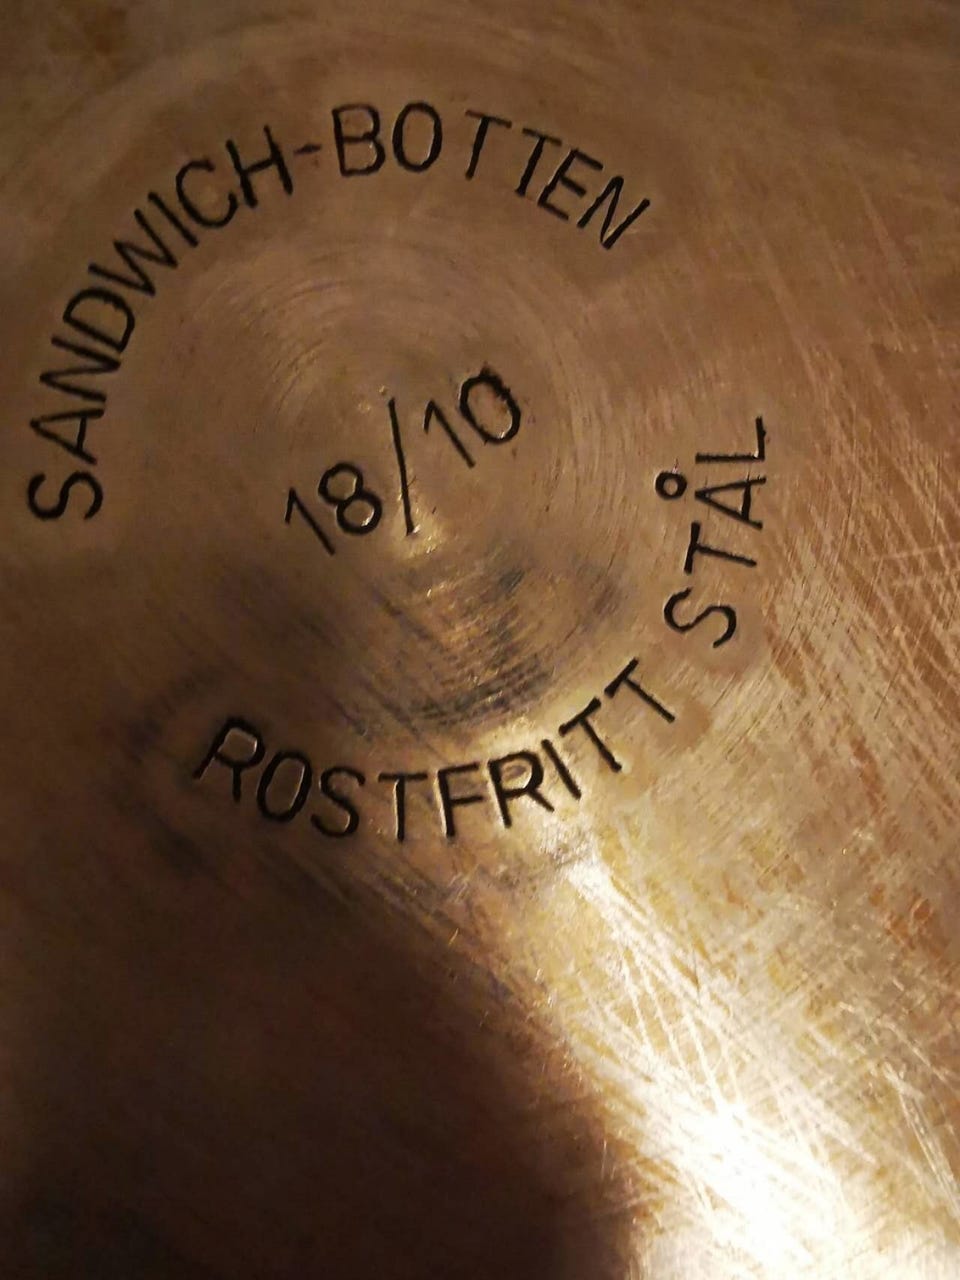 SANDWICH-BOTTEN
18/10
ROSTFRITT STÅL